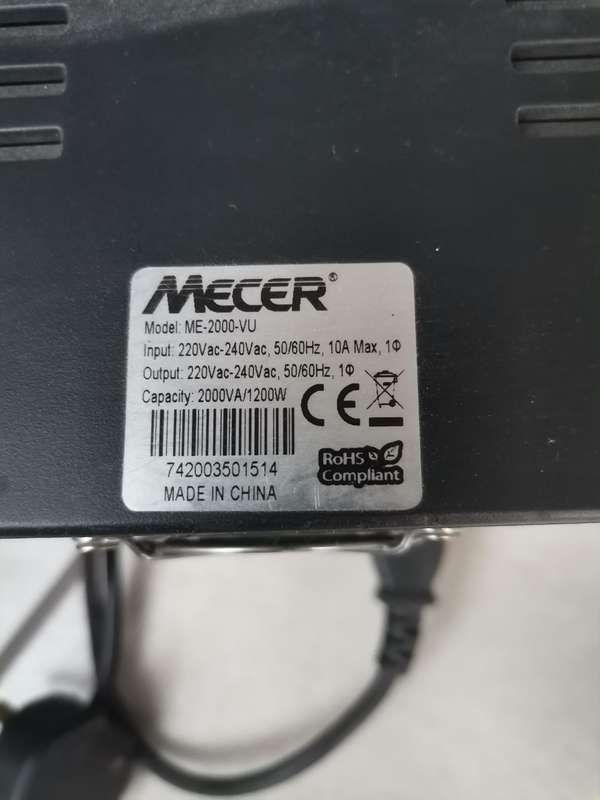 MECER®
Model: ME-2000-VU
Input: 220Vac-240Vac, 50/60Hz, 10A Max, 1Φ
Output: 220Vac-240Vac, 50/60Hz, 1Φ
Capacity: 2000VA/1200W
CE
742003501514
RoHS
Compliant
MADE IN CHINA